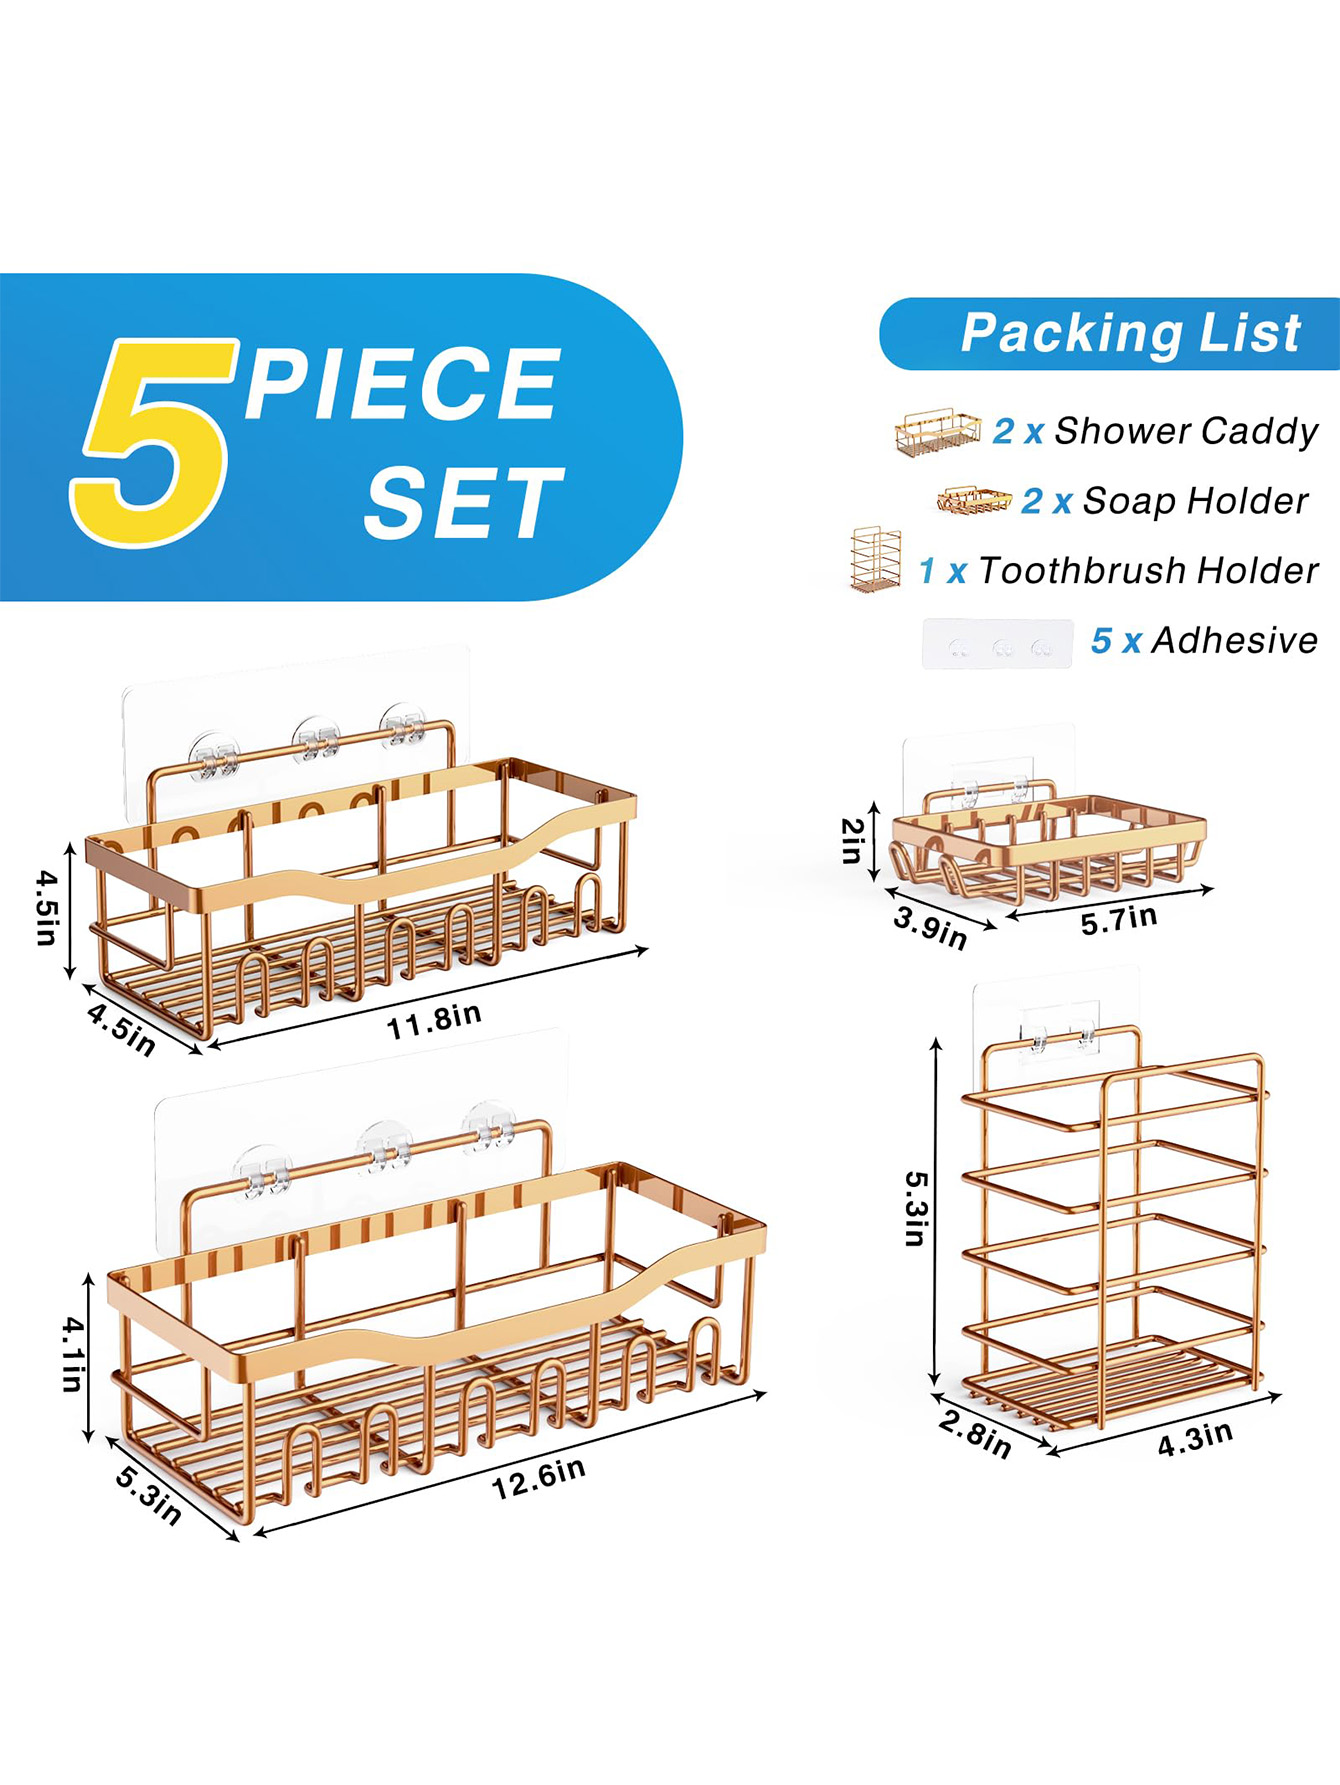 5 PIECE
SET
Packing List
2 x Shower Caddy
2 x Soap Holder
1 x Toothbrush Holder
5 x Adhesive
4.5in
4.5in
11.8in
2in
3.9in
5.7in
4.1in
5.3in
12.6in
5.3in
2.8in
4.3in